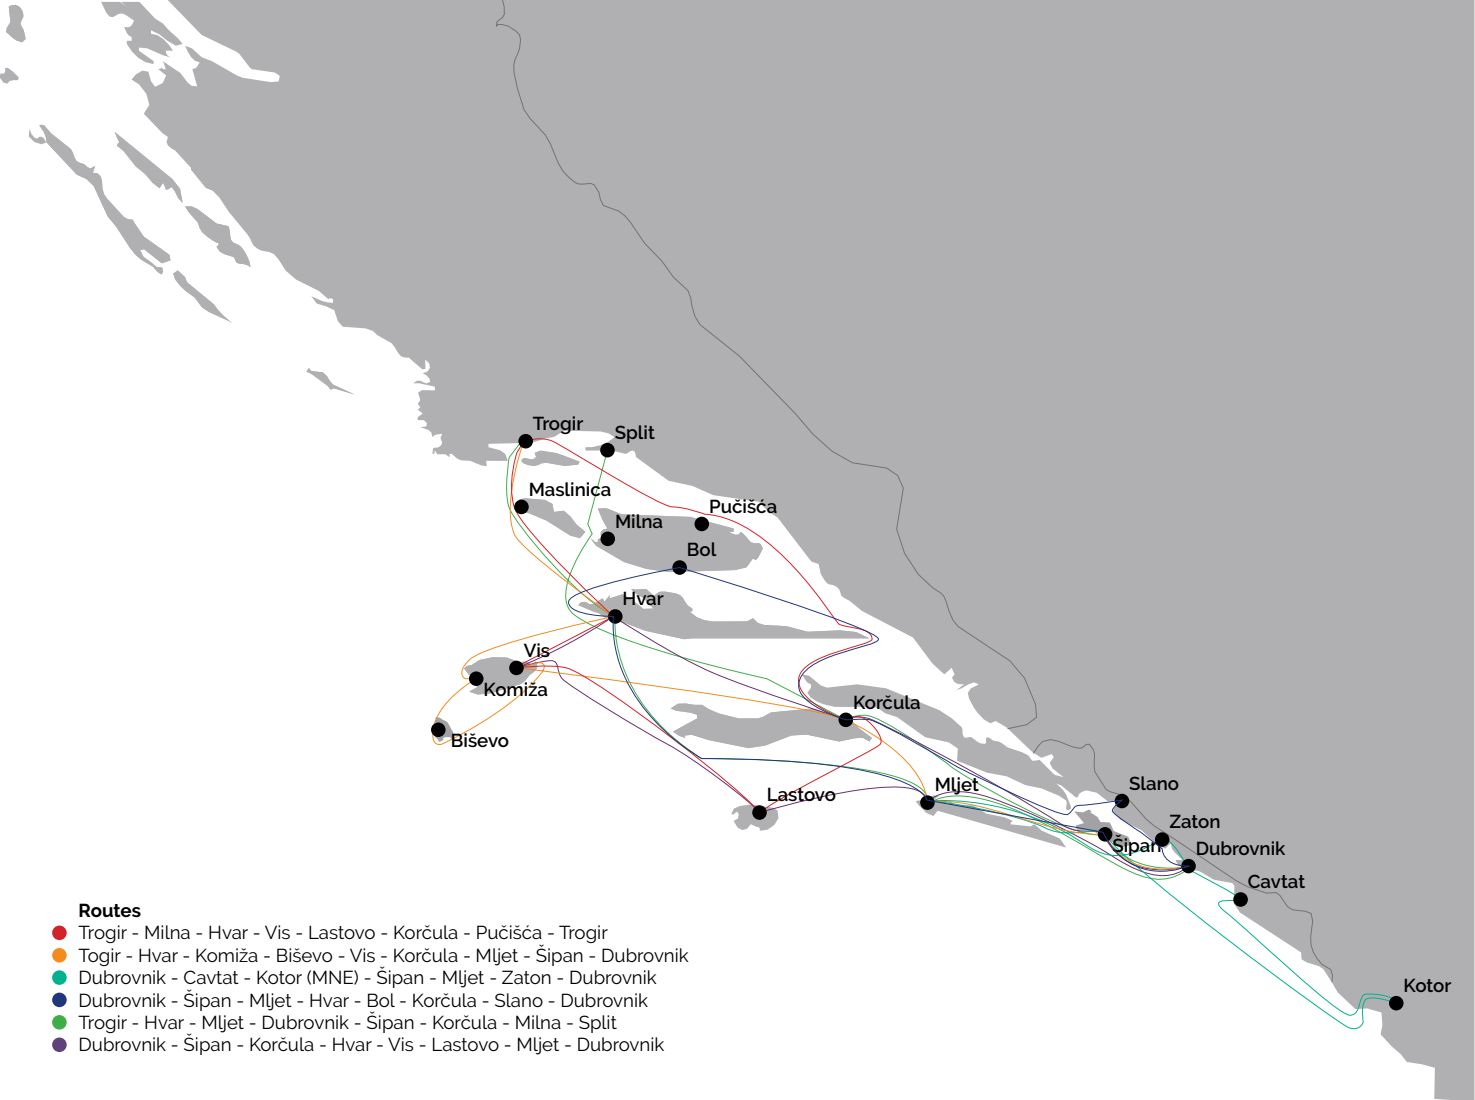 Trogir
Split
Maslinica
Pučišća
Milna
Bol
Hvar
Vis
Komiža
Korčula
Biševo
Mljet
Slano
Lastovo
Zaton
Šipan
Dubrovnik
Cavtat
Kotor
Routes
Trogir - Milna - Hvar - Vis - Lastovo - Korčula - Pučišća - Trogir
Togir - Hvar - Komiža - Biševo - Vis - Korčula - Mljet - Šipan - Dubrovnik
Dubrovnik - Cavtat - Kotor (MNE) - Šipan - Mljet - Zaton - Dubrovnik
Dubrovnik - Šipan - Mljet - Hvar - Bol - Korčula - Slano - Dubrovnik
Trogir - Hvar - Mljet - Dubrovnik - Šipan - Korčula - Milna - Split
Dubrovnik - Šipan - Korčula - Hvar - Vis - Lastovo - Mljet - Dubrovnik